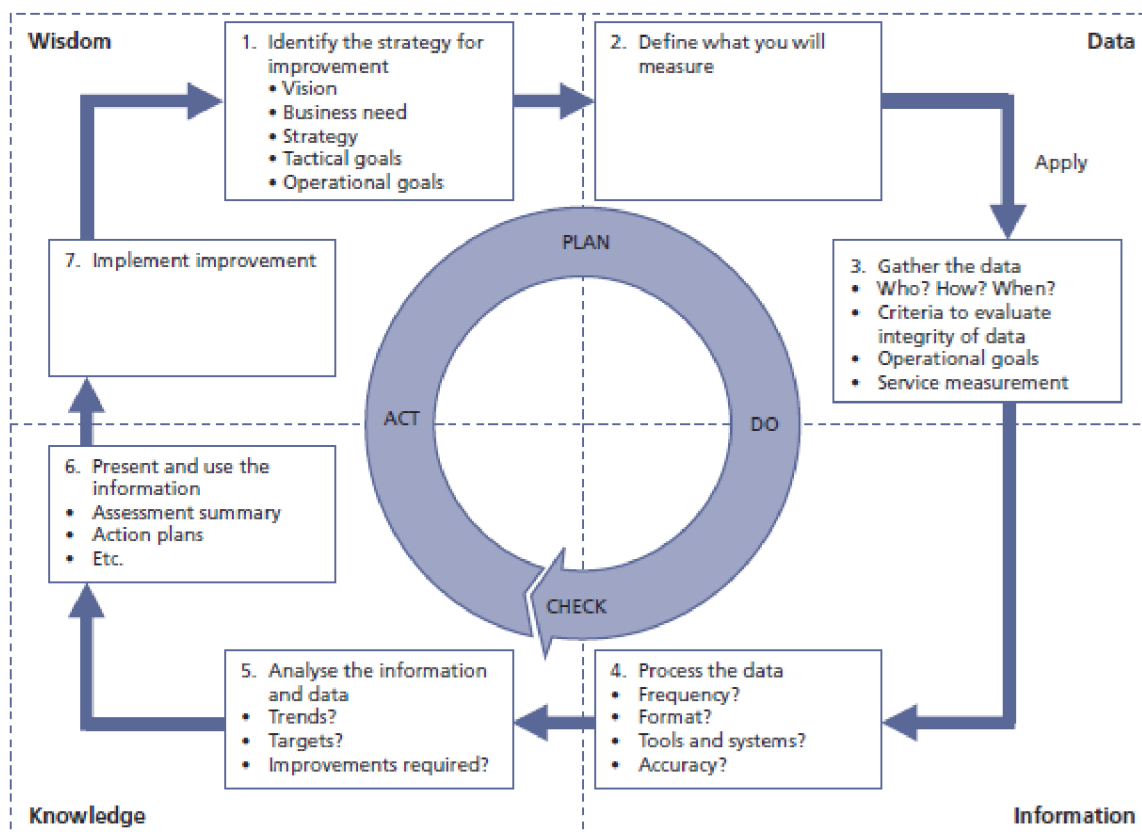 Wisdom
1. Identify the strategy for
improvement
• Vision
• Business need
• Strategy
• Tactical goals
• Operational goals
2. Define what you will
measure
Data
Apply
7. Implement improvement
PLAN
3. Gather the data
• Who? How? When?
• Criteria to evaluate
integrity of data
• Operational goals
• Service measurement
ACT
DO
6. Present and use the
information
• Assessment summary
• Action plans
• Etc.
CHECK
5. Analyse the information
and data
• Trends?
• Targets?
• Improvements required?
4. Process the data
• Frequency?
• Format?
• Tools and systems?
• Accuracy?
Knowledge
Information